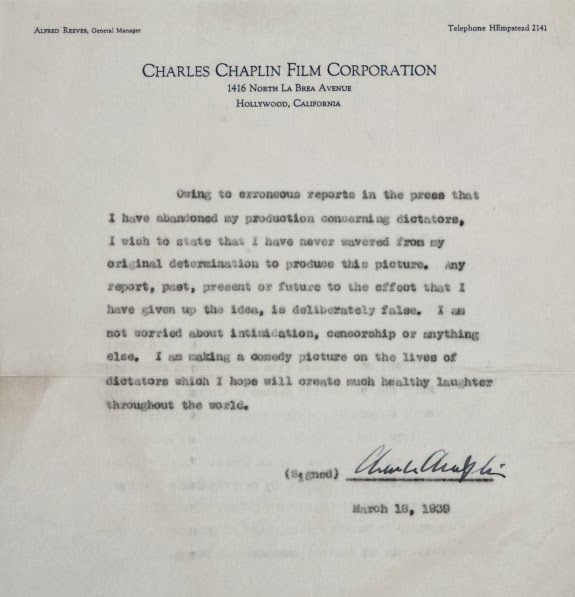 Alfred Reeves, General Manager
Telephone HEmpstead 2141
Charles Chaplin Film Corporation
1416 North La Brea Avenue
Hollywood, California
Owing to erroneous reports in the press that
I have abandoned my production concerning dictators,
I wish to state that I have never wavered from my
original determination to produce this picture. Any
report, past, present or future to the effect that I
have given up the idea, is deliberately false. I am
not worried about intimidation, censorship or anything
else. I am making a comedy picture on the lives of
dictators which I hope will create much healthy laughter
throughout the world.
(Signed) Charlie Chaplin
March 18, 1939